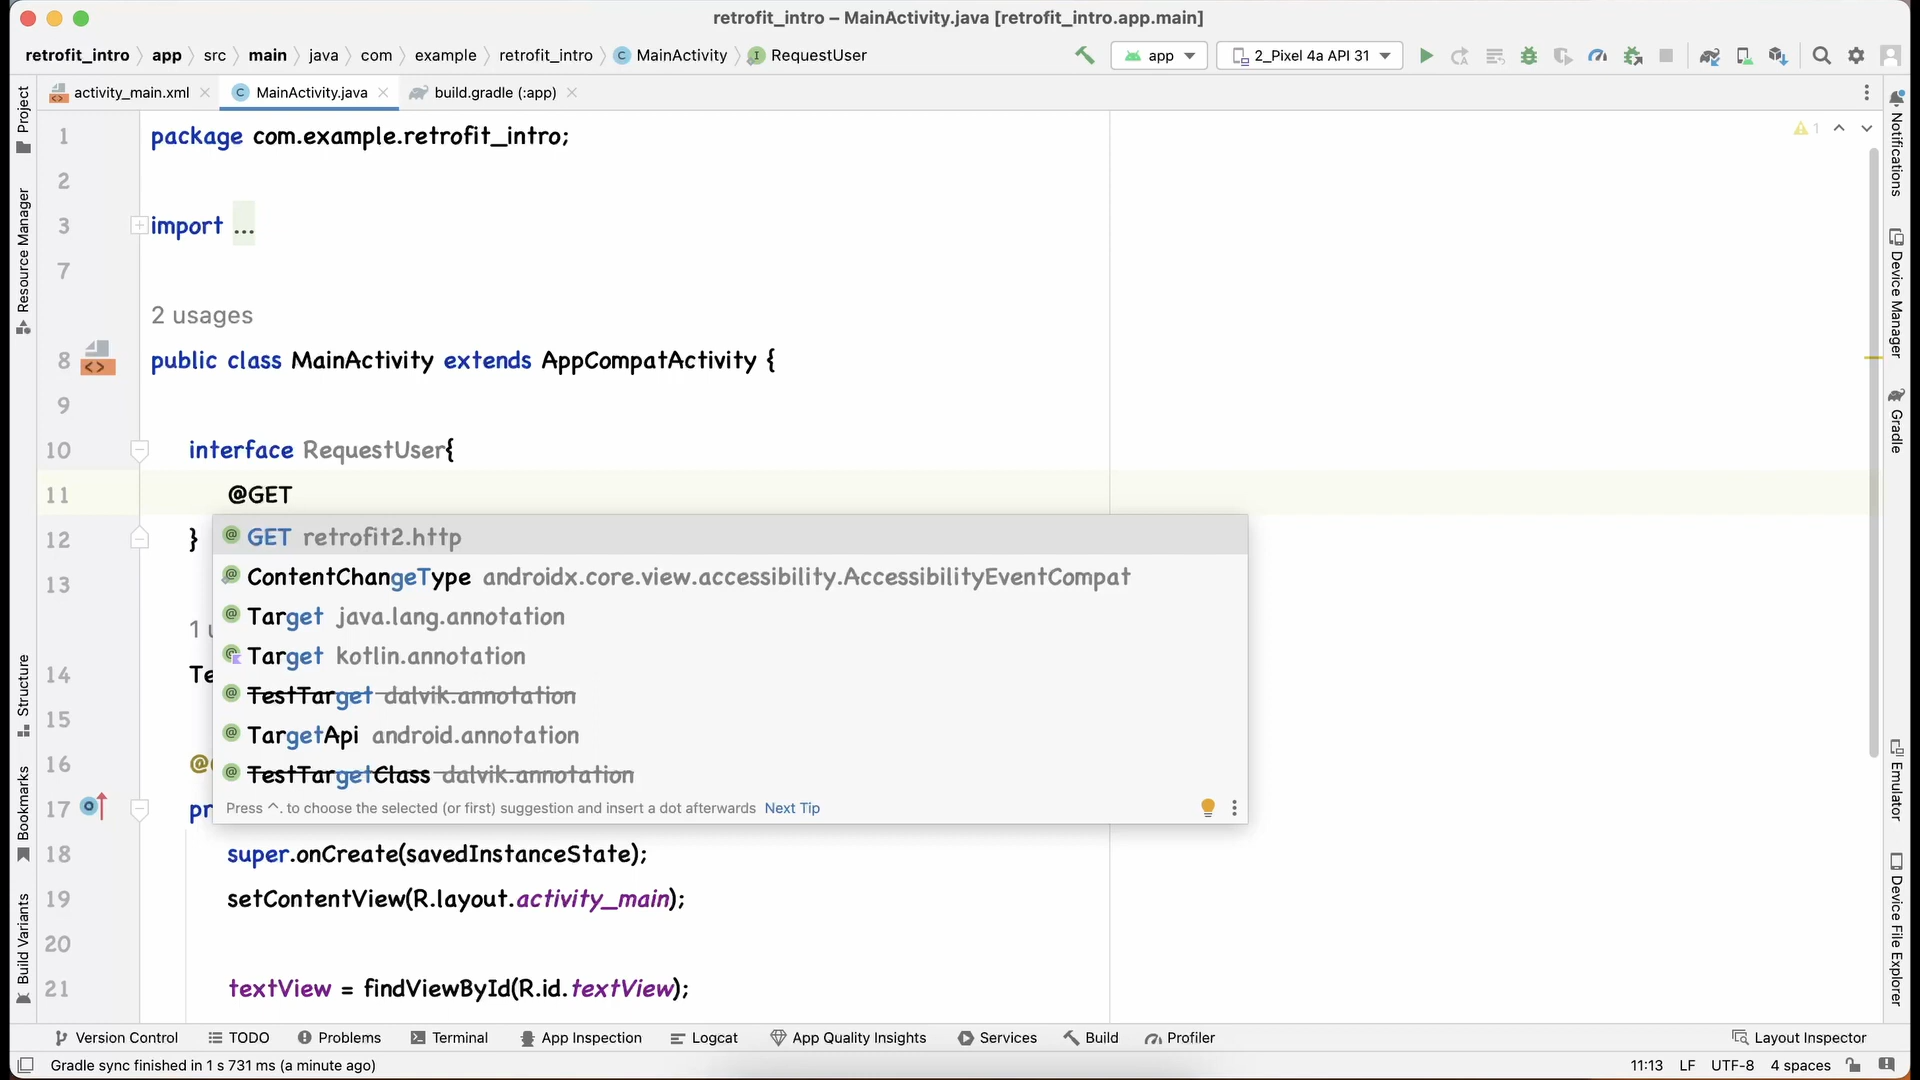 retrofit_intro – MainActivity.java [retrofit_intro.app.main]
retrofit_intro app src main java com example retrofit_intro MainActivity RequestUser app 2_Pixel 4a API 31
activity_main.xml MainActivity.java build.gradle (:app)
Project
Resource Manager
Structure
Bookmarks
Build Variants
1 package com.example.retrofit_intro;
1
2
3 import ...
7
2 usages
8 public class MainActivity extends AppCompatActivity {
9
10 interface RequestUser{
11 @GET
12 }
13
1 u
14 Te
15
16 @
17 pr
GET retrofit2.http
ContentChangeType androidx.core.view.accessibility.AccessibilityEventCompat
Target java.lang.annotation
Target kotlin.annotation
TestTarget dalvik.annotation
TargetApi android.annotation
TestTargetClass dalvik.annotation
Press ^. to choose the selected (or first) suggestion and insert a dot afterwards Next Tip
18 super.onCreate(savedInstanceState);
19 setContentView(R.layout.activity_main);
20
21 textView = findViewById(R.id.textView);
Notifications
Device Manager
Gradle
Emulator
Device File Explorer
Version Control TODO Problems Terminal App Inspection Logcat App Quality Insights Services Build Profiler Layout Inspector
Gradle sync finished in 1 s 731 ms (a minute ago) 11:13 LF UTF-8 4 spaces